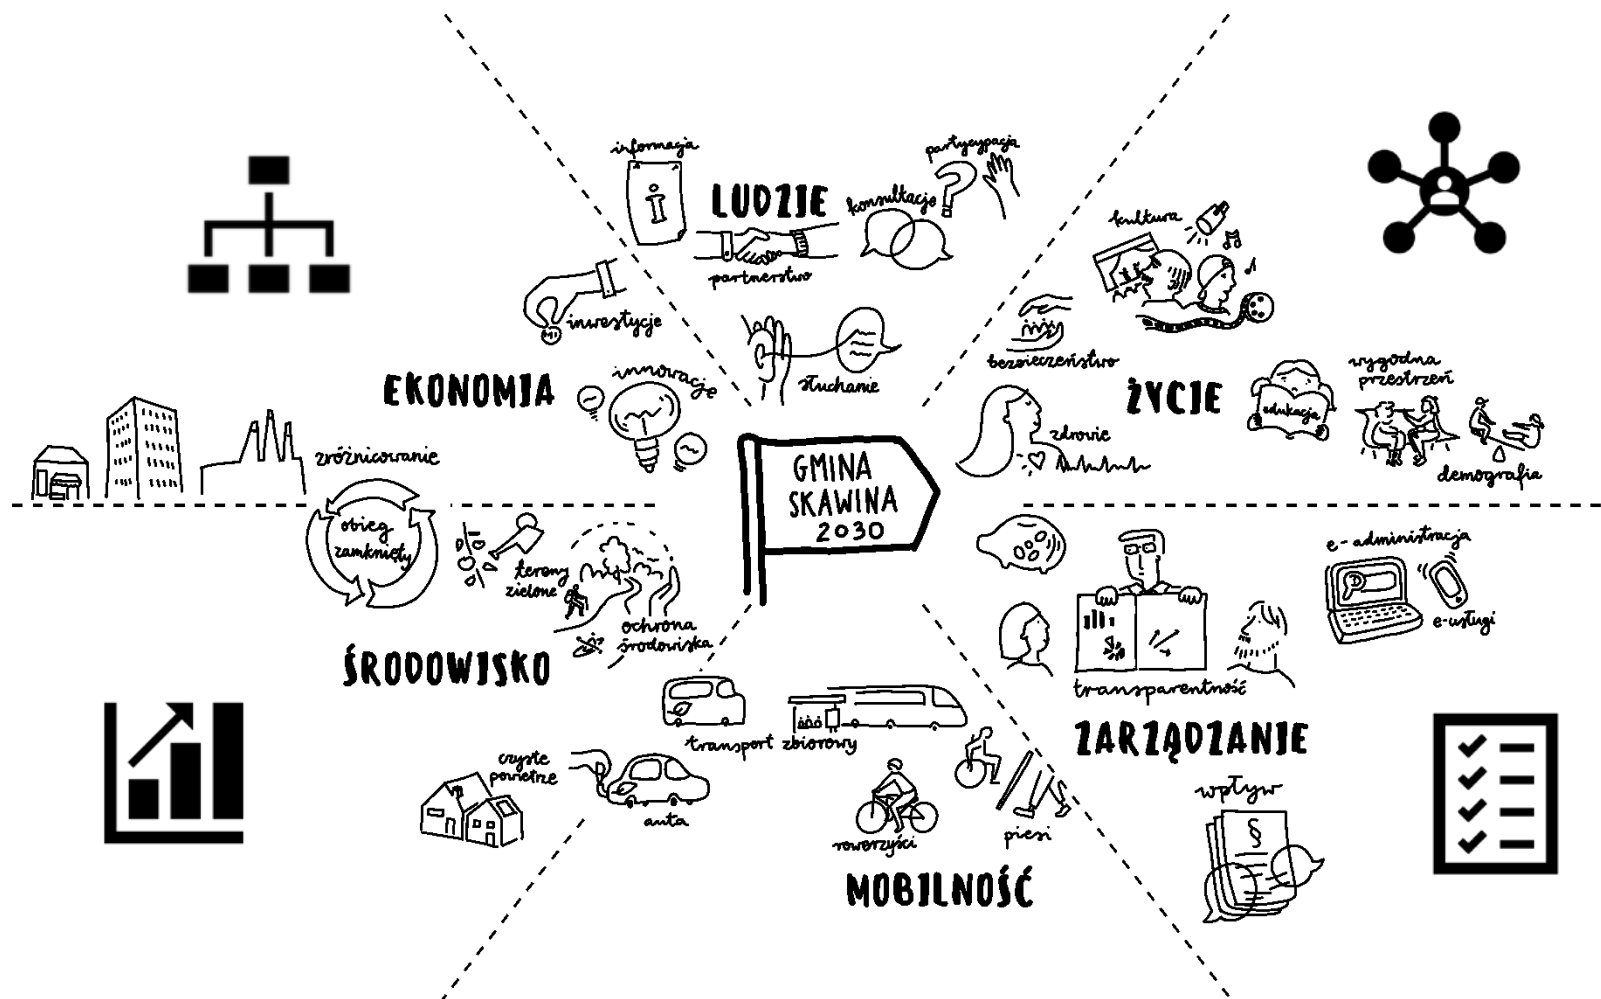 informacja
LUDZIE
partycypacja
konsultacje
partnerstwo
słuchanie
kultura
bezpieczeństwo
ŻYCIE
edukacja
wygodna
przestrzeń
zdrowie
demografia
inwestycje
innowacje
EKONOMIA
zróżnicowanie
GMINA
SKAWINA
2030
obieg
zamknięty
tereny
zielone
ochrona
środowiska
ŚRODOWISKO
czyste
powietrze
transport zbiorowy
auta
rowerzyści
piesi
MOBILNOŚĆ
e-administracja
e-usługi
transparentność
ZARZĄDZANIE
wpływ
§